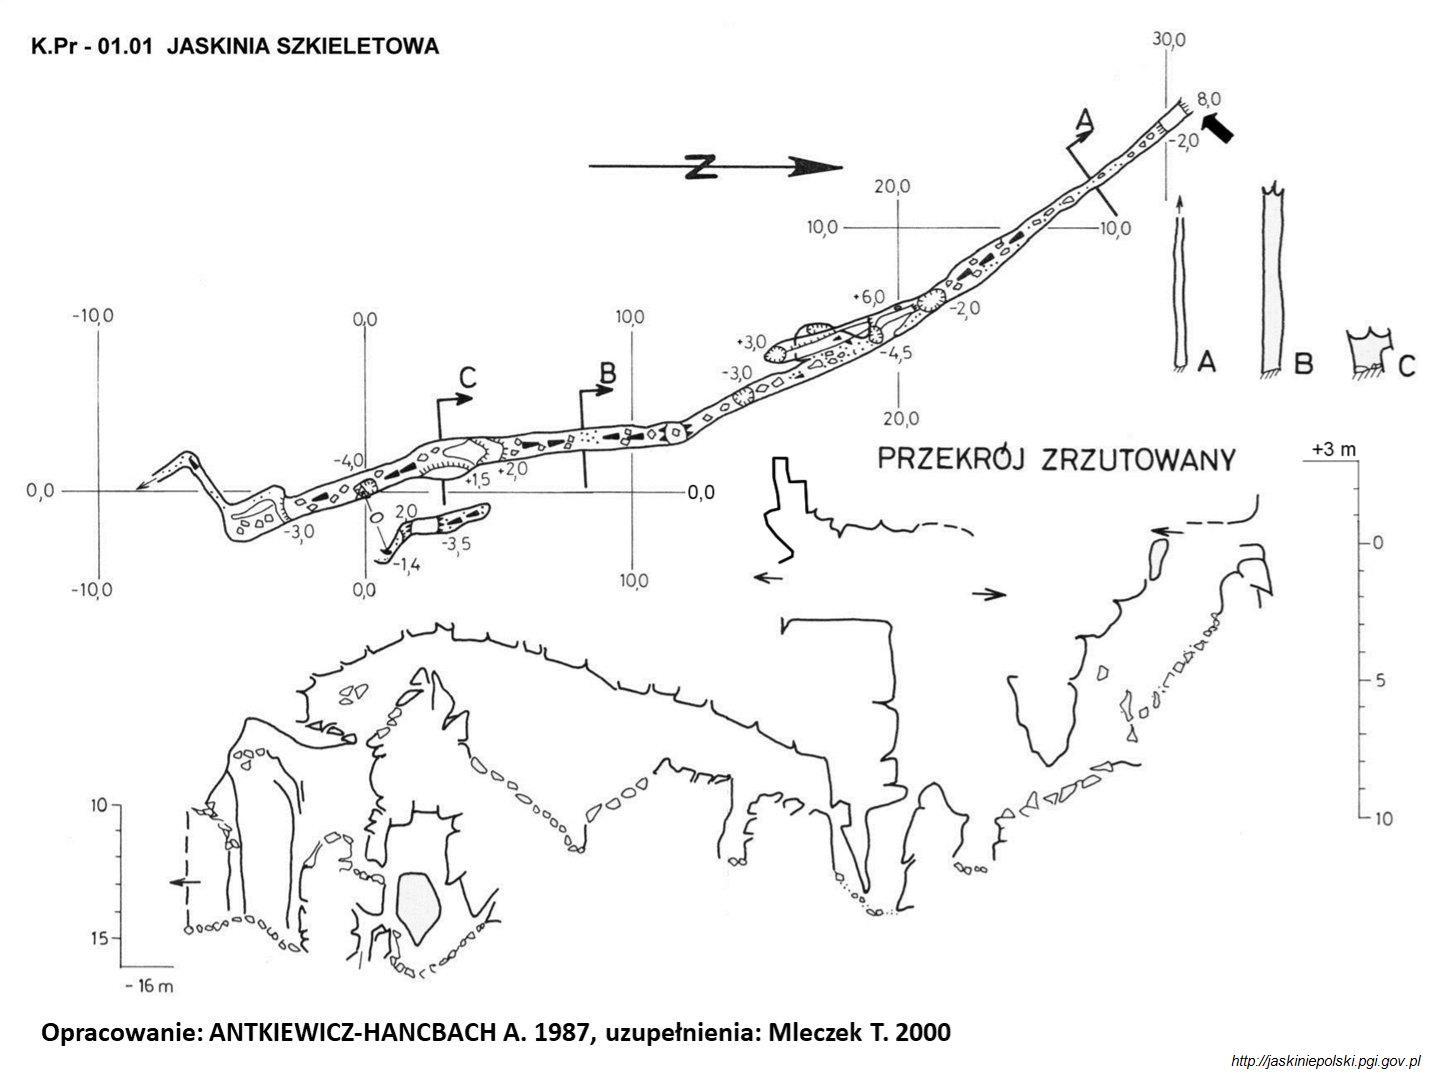 K.Pr - 01.01 JASKINIA SZKIELETOWA
30,0
8,0
A
-2,0
N
20,0
10,0
10,0
-10,0
0,0
10,0
+6,0
-2,0
+3,0
-4,5
-3,0
A
B
C
C
B
20,0
PRZEKRÓJ ZRZUTOWANY
+3 m
-4,0
+1,5
+2,0
0,0
0,0
-3,0
2,0
-3,5
-1,4
0
-10,0
0,0
10,0
5
10
10
15
- 16 m
Opracowanie: ANTKIEWICZ-HANCBACH A. 1987, uzupełnienia: Mleczek T. 2000
http://jaskiniepolski.pgi.gov.pl